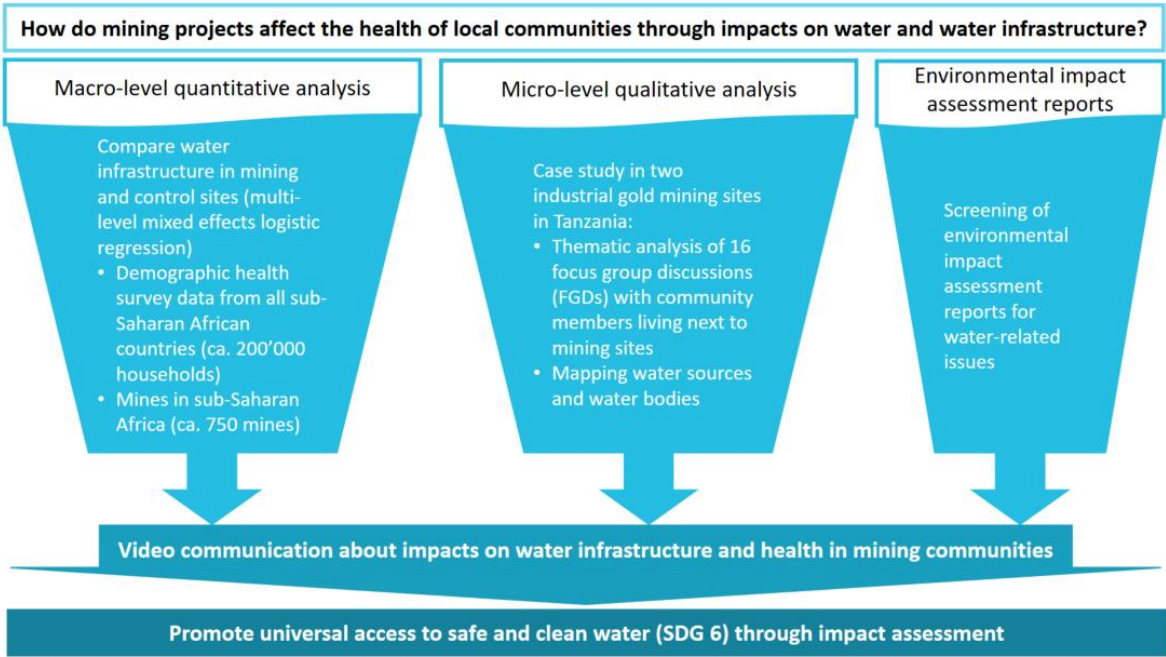 How do mining projects affect the health of local communities through impacts on water and water infrastructure?
Macro-level quantitative analysis
Compare water
infrastructure in mining
and control sites (multi-
level mixed effects logistic
regression)
• Demographic health
survey data from all sub-
Saharan African
countries (ca. 200’000
households)
• Mines in sub-Saharan
Africa (ca. 750 mines)
Micro-level qualitative analysis
Case study in two
industrial gold mining sites
in Tanzania:
• Thematic analysis of 16
focus group discussions
(FGDs) with community
members living next to
mining sites
• Mapping water sources
and water bodies
Environmental impact
assessment reports
Screening of
environmental
impact
assessment
reports for
water-related
issues
Video communication about impacts on water infrastructure and health in mining communities
Promote universal access to safe and clean water (SDG 6) through impact assessment